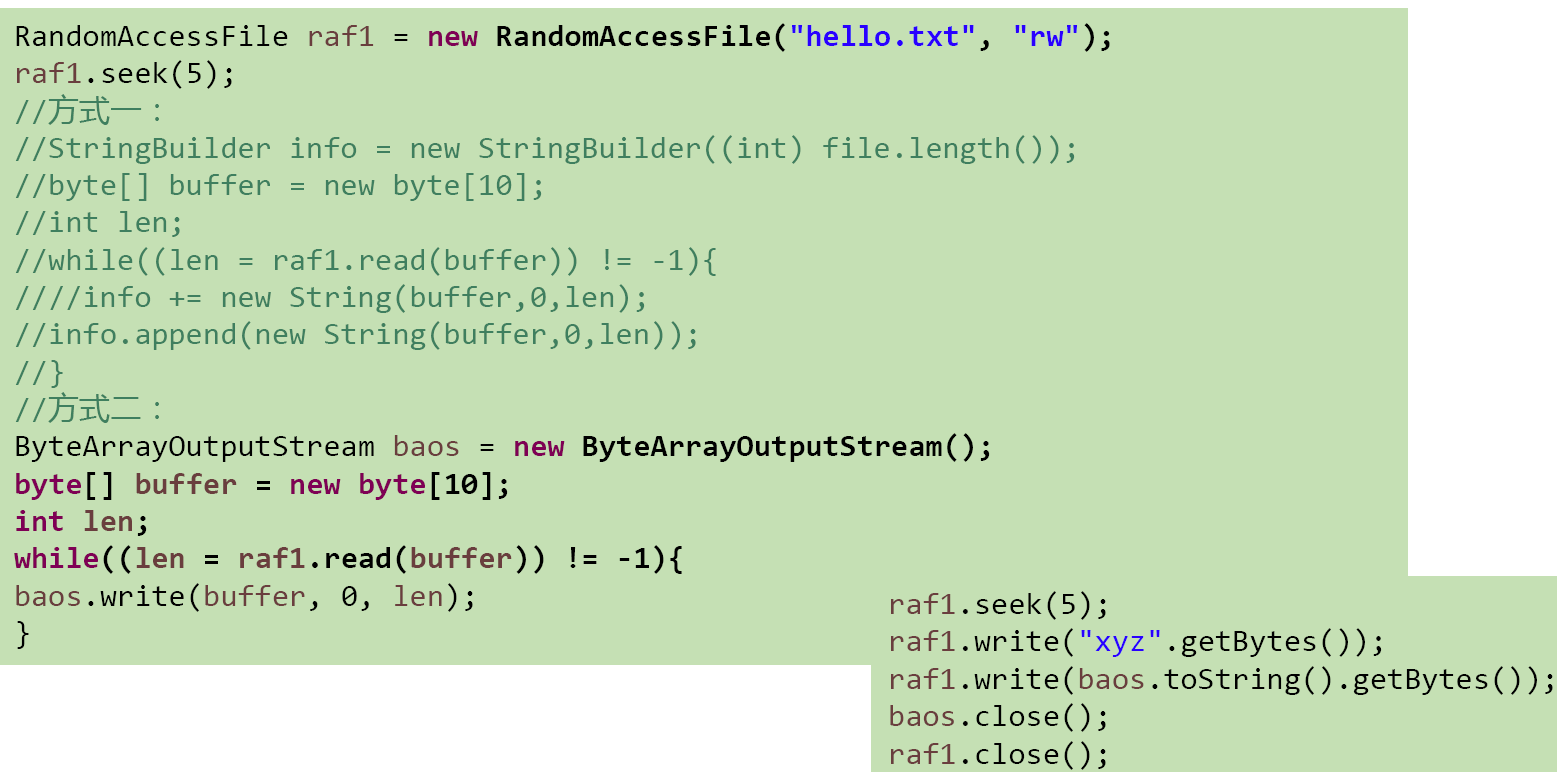 RandomAccessFile raf1 = new RandomAccessFile("hello.txt", "rw");
raf1.seek(5);
//方式一：
//StringBuilder info = new StringBuilder((int) file.length());
//byte[] buffer = new byte[10];
//int len;
//while((len = raf1.read(buffer)) != -1){
////info += new String(buffer,0,len);
//info.append(new String(buffer,0,len));
//}
//方式二：
ByteArrayOutputStream baos = new ByteArrayOutputStream();
byte[] buffer = new byte[10];
int len;
while((len = raf1.read(buffer)) != -1){
baos.write(buffer, 0, len);
}
raf1.seek(5);
raf1.write("xyz".getBytes());
raf1.write(baos.toString().getBytes());
baos.close();
raf1.close();